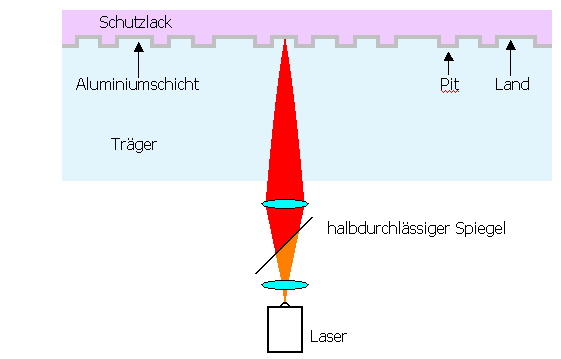 Schutzlack
Aluminiumschicht
Pit
Land
Träger
halbdurchlässiger Spiegel
Laser